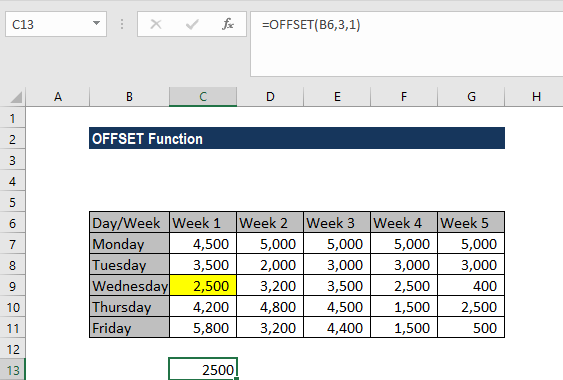 C13 fx =OFFSET(B6,3,1)
A B C D E F G H
1
2 OFFSET Function
3
4
5
6 Day/Week Week 1 Week 2 Week 3 Week 4 Week 5
7 Monday 4,500 5,000 5,000 5,000 5,000
8 Tuesday 3,500 2,000 3,000 3,000 3,000
9 Wednesday 2,500 3,200 3,500 2,500 400
10 Thursday 4,200 4,800 4,500 1,500 2,500
11 Friday 5,800 3,200 4,400 1,500 500
12
13 2500